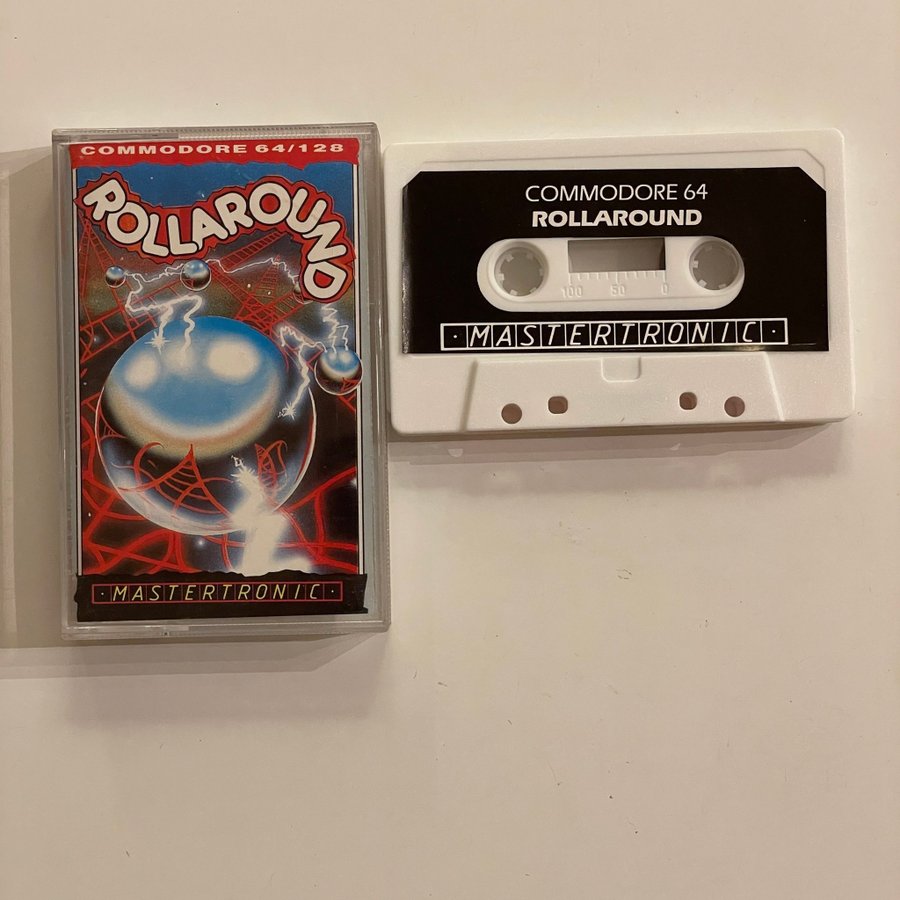 COMMODORE 64/128
ROLLAROUND
·MASTERTRONIC·
COMMODORE 64
ROLLAROUND
100 50 0
·MASTERTRONIC·